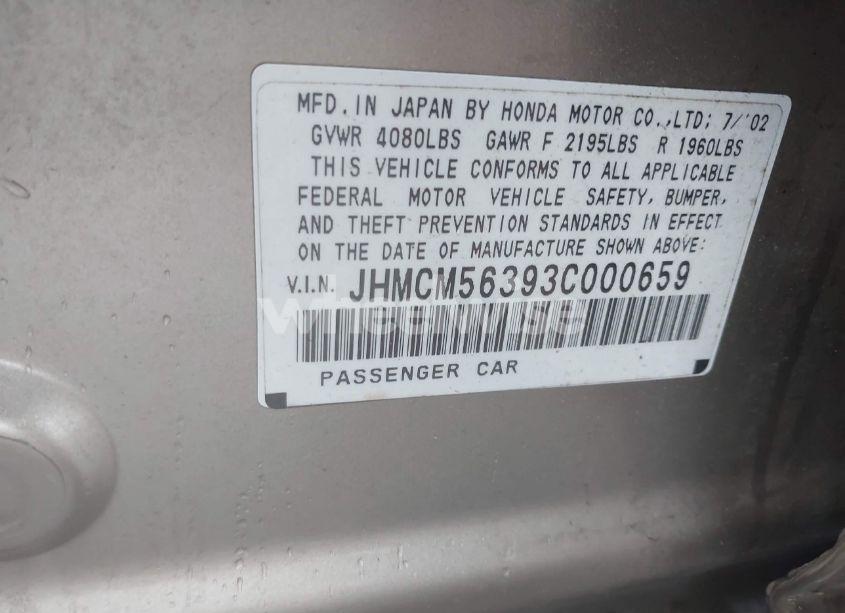 MFD. IN JAPAN BY HONDA MOTOR CO.,LTD; 7/'02
GVWR 4080LBS GAWR F 2195LBS R 1960LBS
THIS VEHICLE CONFORMS TO ALL APPLICABLE
FEDERAL MOTOR VEHICLE SAFETY, BUMPER,
AND THEFT PREVENTION STANDARDS IN EFFECT
ON THE DATE OF MANUFACTURE SHOWN ABOVE:
V.I.N. JHMCM56393C000659
wheelwise
PASSENGER CAR